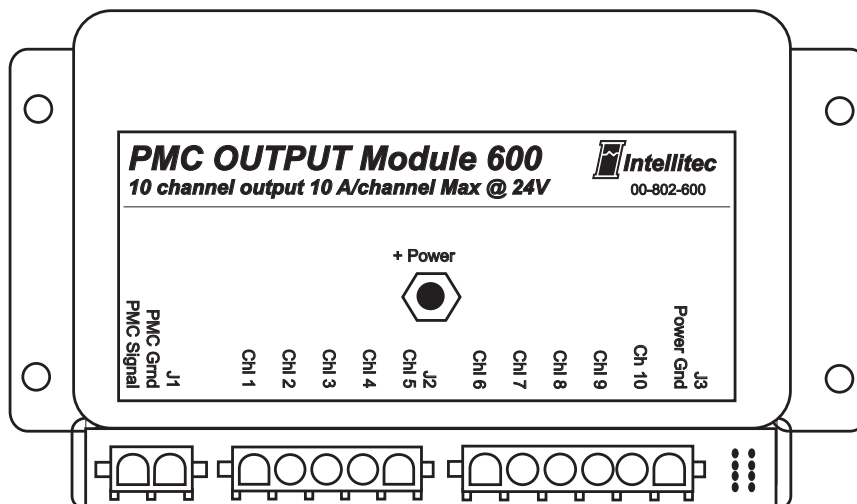 PMC OUTPUT Module 600
10 channel output 10 A/channel Max @ 24V
Intellitec
00-802-600
+ Power
PMC Signal
PMC Grnd
J1
Chl 1
Chl 2
Chl 3
Chl 4
Chl 5
J2
Chl 6
Chl 7
Chl 8
Chl 9
Ch 10
Power Gnd
J3